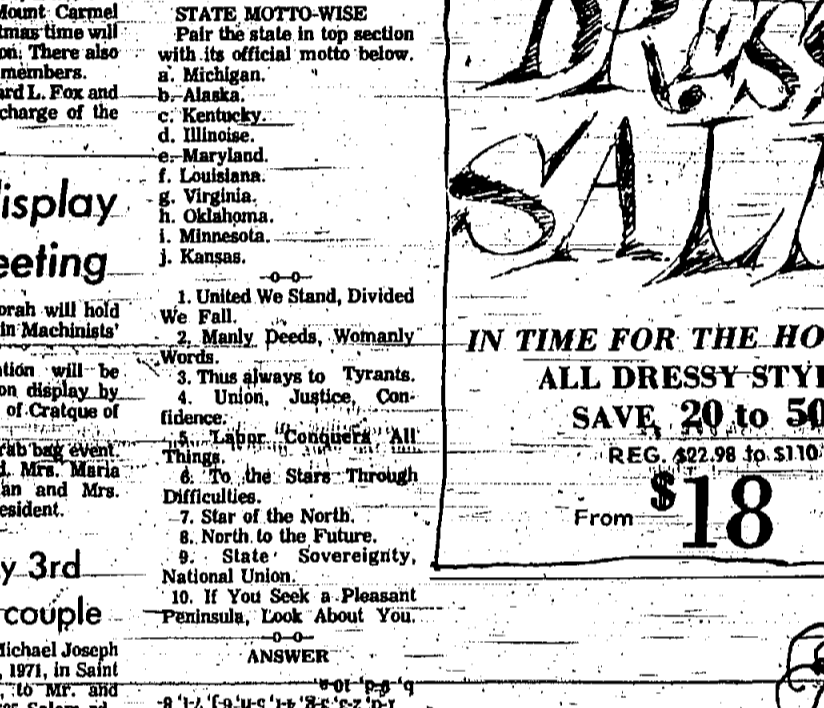 Mount Carmel
tmas time will
on. There also
members.
ard L. Fox and
charge of the
isplay
eeting
orah will hold
in Machinists'
ation will be
on display by
of Cratque of
rab bag event.
d. Mrs. Maria
an and Mrs.
esident.
y 3rd
couple
Michael Joseph
, 1971, in Saint
, to Mr. and
STATE MOTTO-WISE
Pair the state in top section
with its official motto below.
a. Michigan.
b. Alaska.
c. Kentucky.
d. Illinoise.
e. Maryland.
f. Louisiana.
g. Virginia.
h. Oklahoma.
i. Minnesota.
j. Kansas.
-o-o-
1. United We Stand, Divided
We Fall.
2. Manly Deeds, Womanly
Words.
3. Thus always to Tyrants.
4. Union, Justice, Con-
fidence.
5. Labor Conquers All
Things.
6. To the Stars Through
Difficulties.
7. Star of the North.
8. North to the Future.
9. State Sovereignty,
National Union.
10. If You Seek a Pleasant
Peninsula, Look About You.
-o-o-
ANSWER
DRESS
SALE
IN TIME FOR THE HO
ALL DRESSY STYL
SAVE 20 to 50
REG. $22.98 to $110
From $18